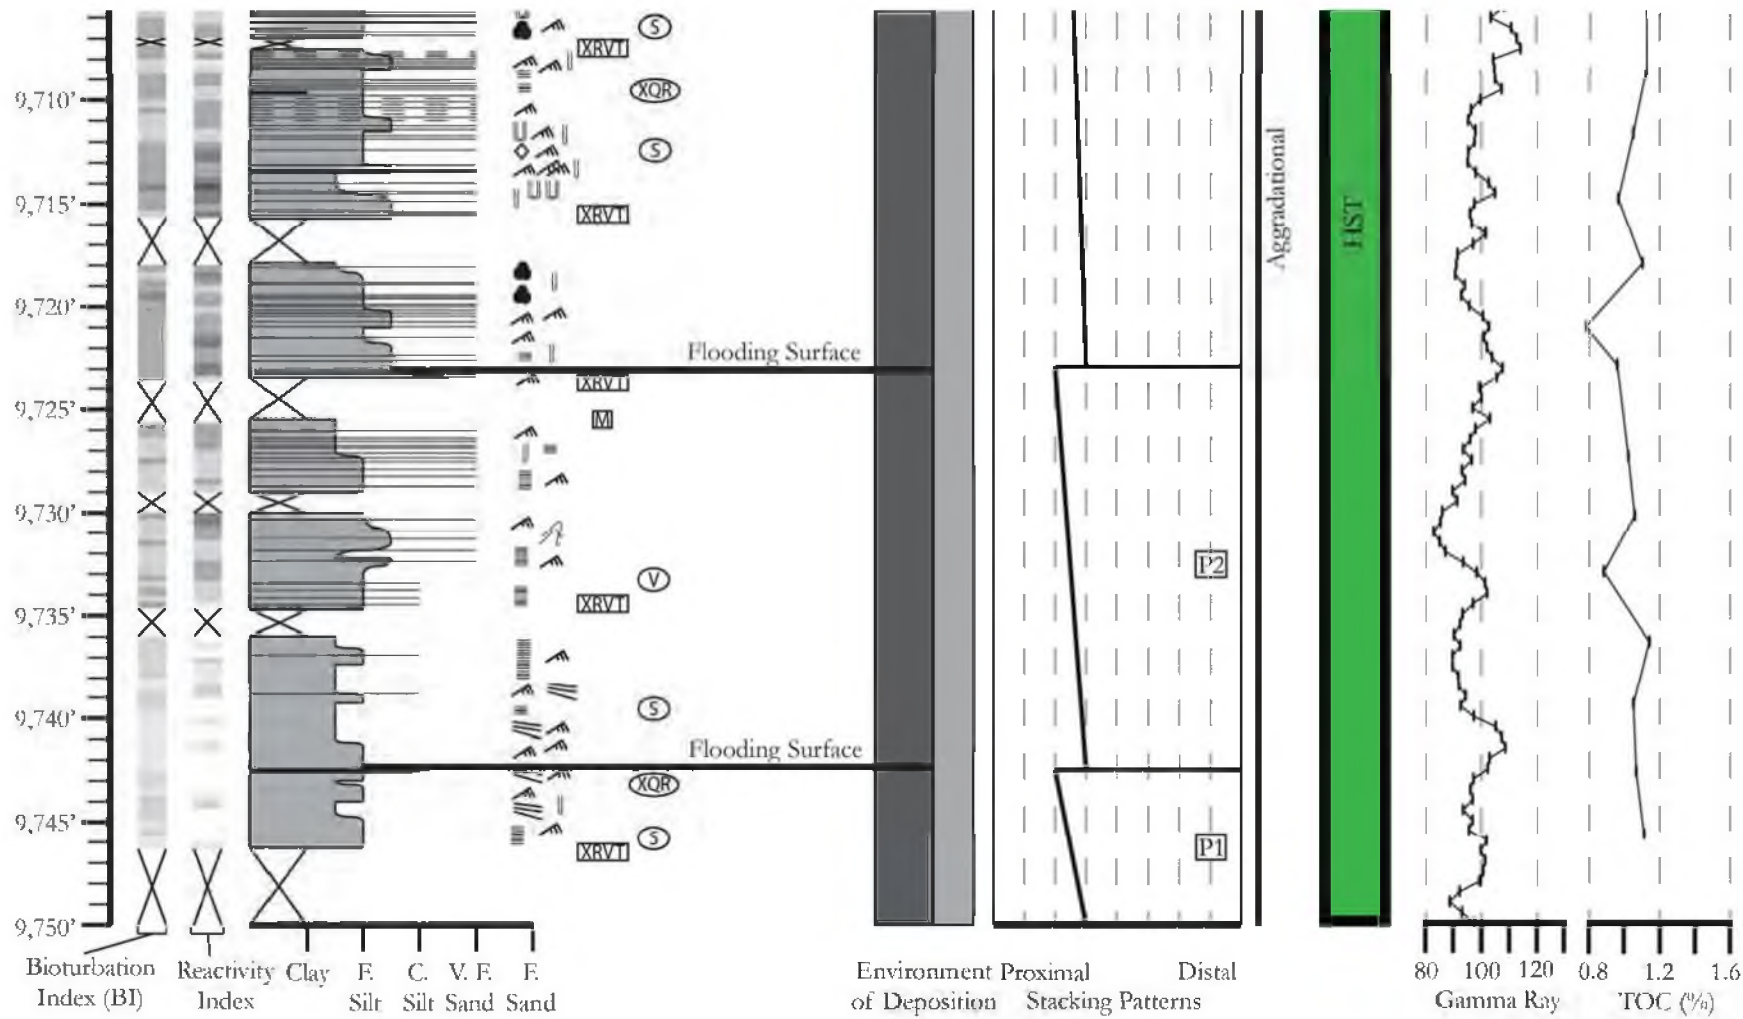 S
XRVT
9,710'
XQR
S
9,715'
XRVT
Aggradational
HST
9,720'
Flooding Surface
XRVT
9,725'
M
9,730'
P2
V
9,735'
XRVT
9,740'
S
Flooding Surface
XQR
9,745'
S
XRVT
P1
9,750'
Bioturbation Index (BI)
Reactivity Index
Clay
F. Silt
C. Silt
V. F. Sand
F. Sand
Environment of Deposition
Proximal Distal
Stacking Patterns
80 100 120
Gamma Ray
0.8 1.2 1.6
TOC (%)